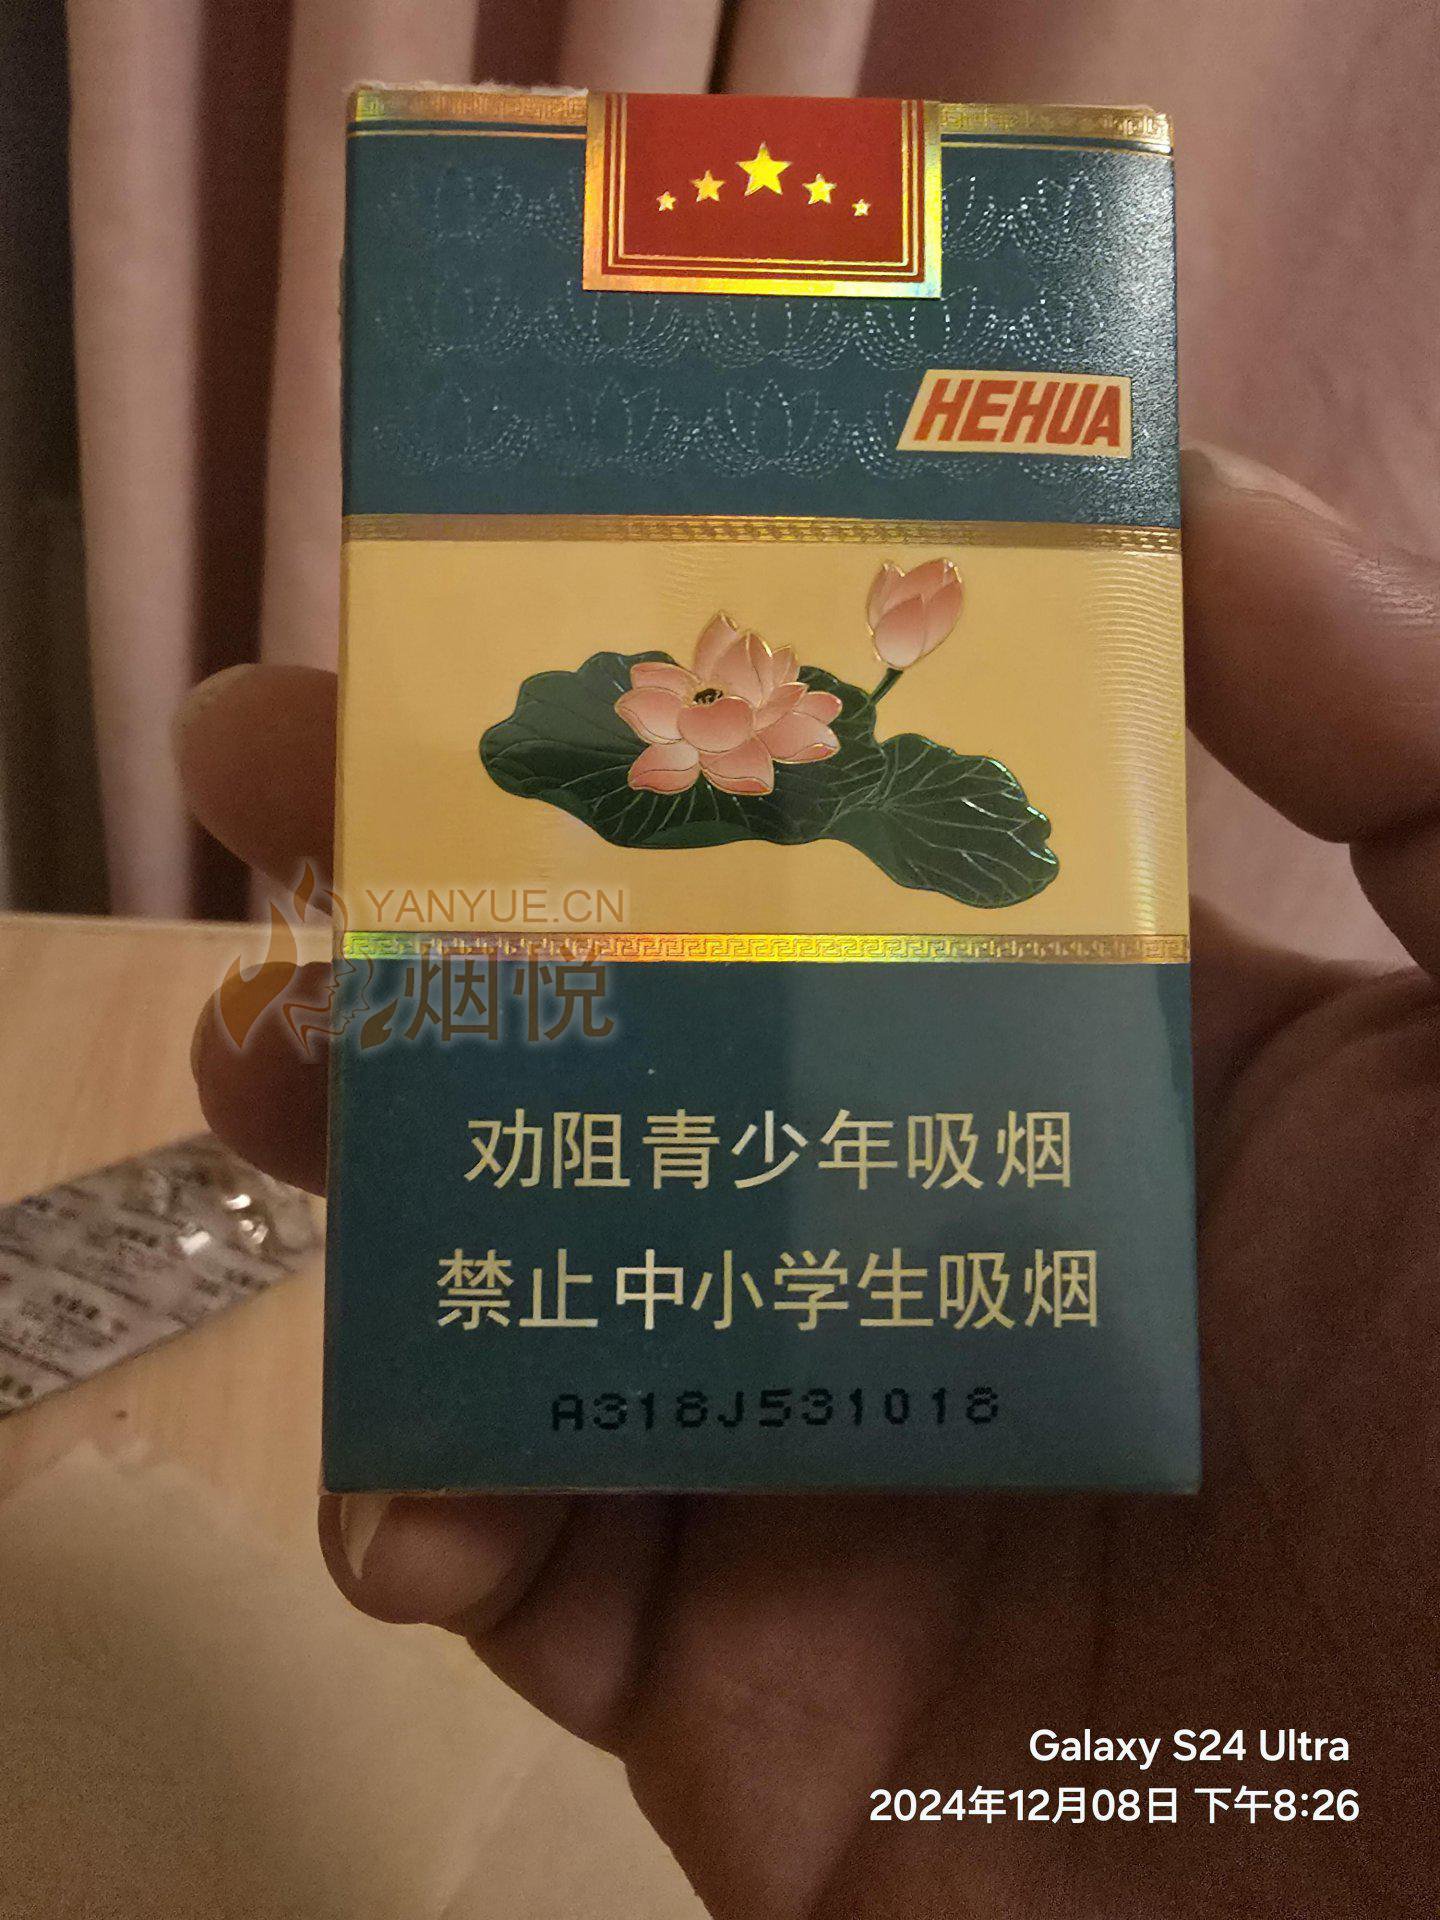 HEHUA
YANYUE.CN
烟悦
劝阻青少年吸烟
禁止中小学生吸烟
A318J531018
Galaxy S24 Ultra
2024年12月08日 下午8:26